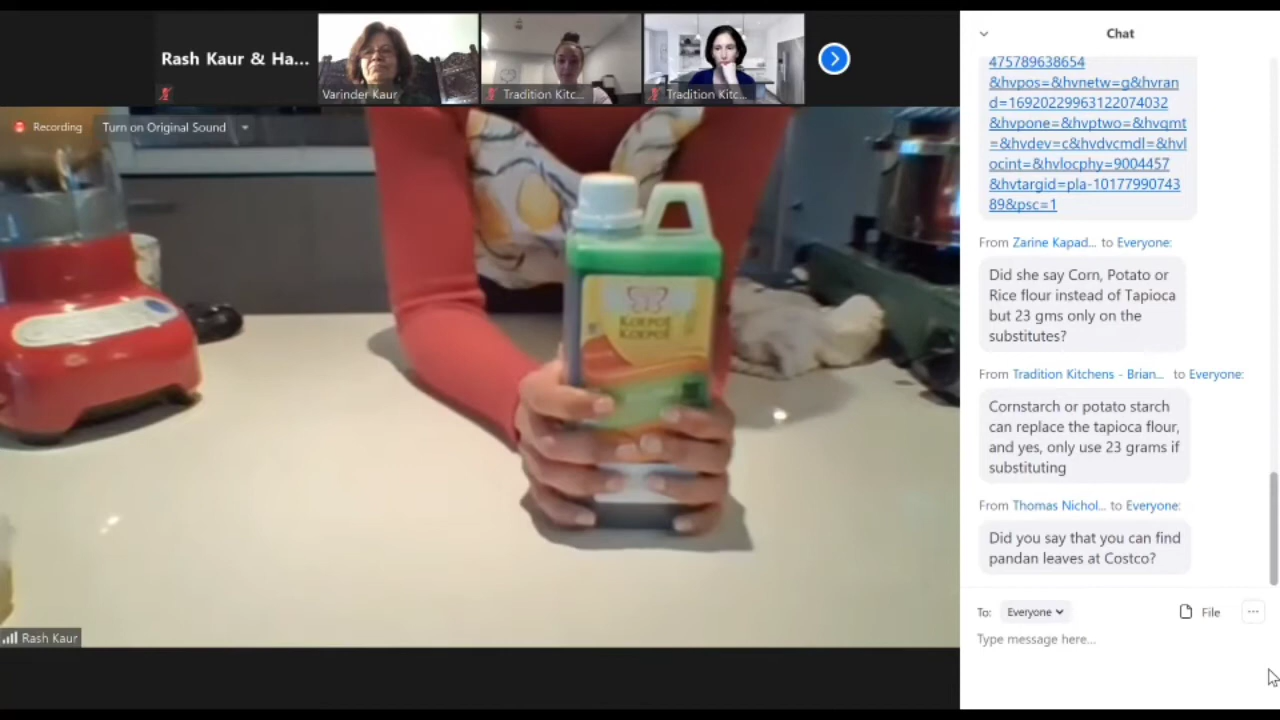 Rash Kaur & Ha...
Varinder Kaur
Tradition Kitc...
Tradition Kitc...
Recording
Turn on Original Sound
Koepoe
Koepoe
Rash Kaur
Chat
475789638654
&hvpos=&hvnetw=g&hvran
d=16920229963122074032
&hvpone=&hvptwo=&hvqmt
=&hvdev=c&hvdvcmdl=&hvl
ocint=&hvlocphy=9004457
&hvtargid=pla-10177990743
89&psc=1
From Zarine Kapad... to Everyone:
Did she say Corn, Potato or
Rice flour instead of Tapioca
but 23 gms only on the
substitutes?
From Tradition Kitchens - Brian... to Everyone:
Cornstarch or potato starch
can replace the tapioca flour,
and yes, only use 23 grams if
substituting
From Thomas Nichol... to Everyone:
Did you say that you can find
pandan leaves at Costco?
To: Everyone
File
Type message here...